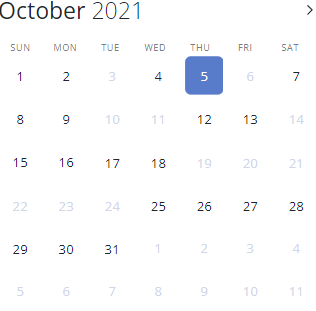 October 2021
SUN MON TUE WED THU FRI SAT
1 2 3 4 5 6 7
8 9 10 11 12 13 14
15 16 17 18 19 20 21
22 23 24 25 26 27 28
29 30 31 1 2 3 4
5 6 7 8 9 10 11